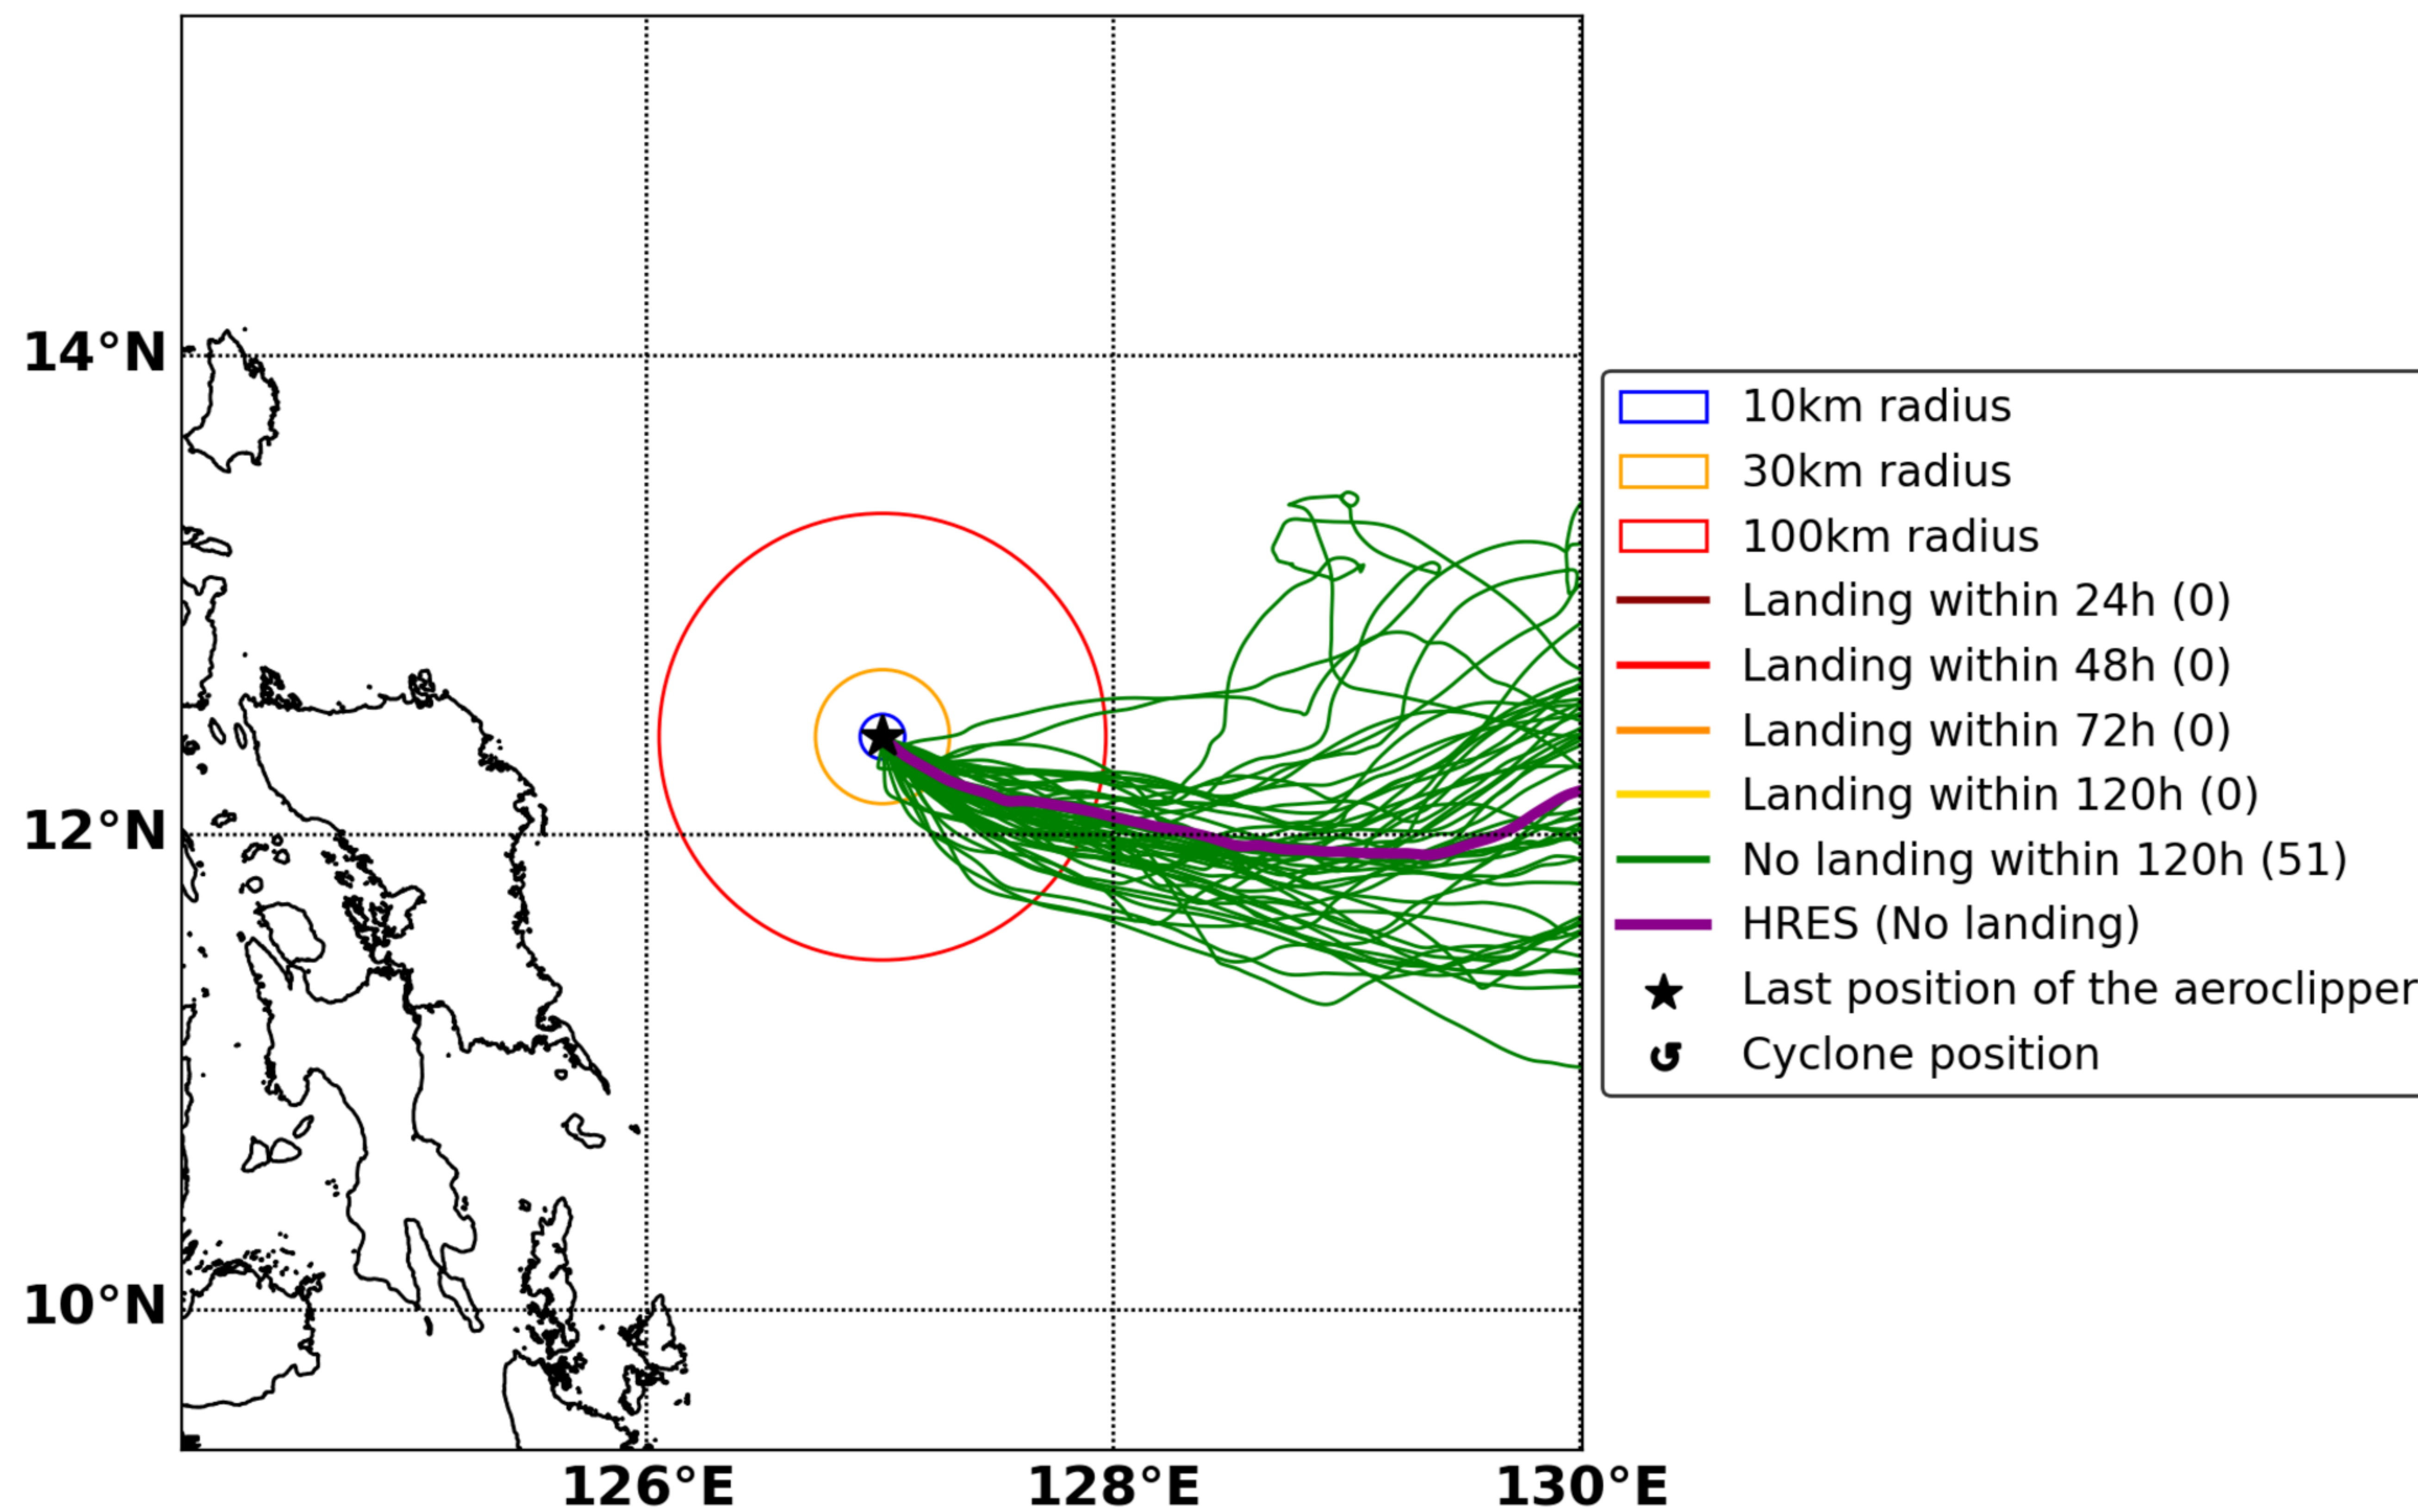 14°N
12°N
10°N
126°E
128°E
130°E
10km radius
30km radius
100km radius
Landing within 24h (0)
Landing within 48h (0)
Landing within 72h (0)
Landing within 120h (0)
No landing within 120h (51)
HRES (No landing)
Last position of the aeroclipper
Cyclone position